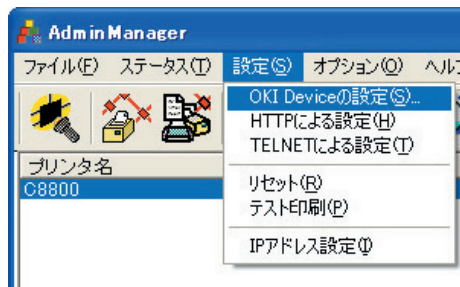 AdminManager
ファイル(F) ステータス(T) 設定(S) オプション(O) ヘル
OKI Deviceの設定(S)...
HTTPによる設定(H)
TELNETによる設定(T)
リセット(R)
テスト印刷(P)
IPアドレス設定(I)
プリンタ名
C8800